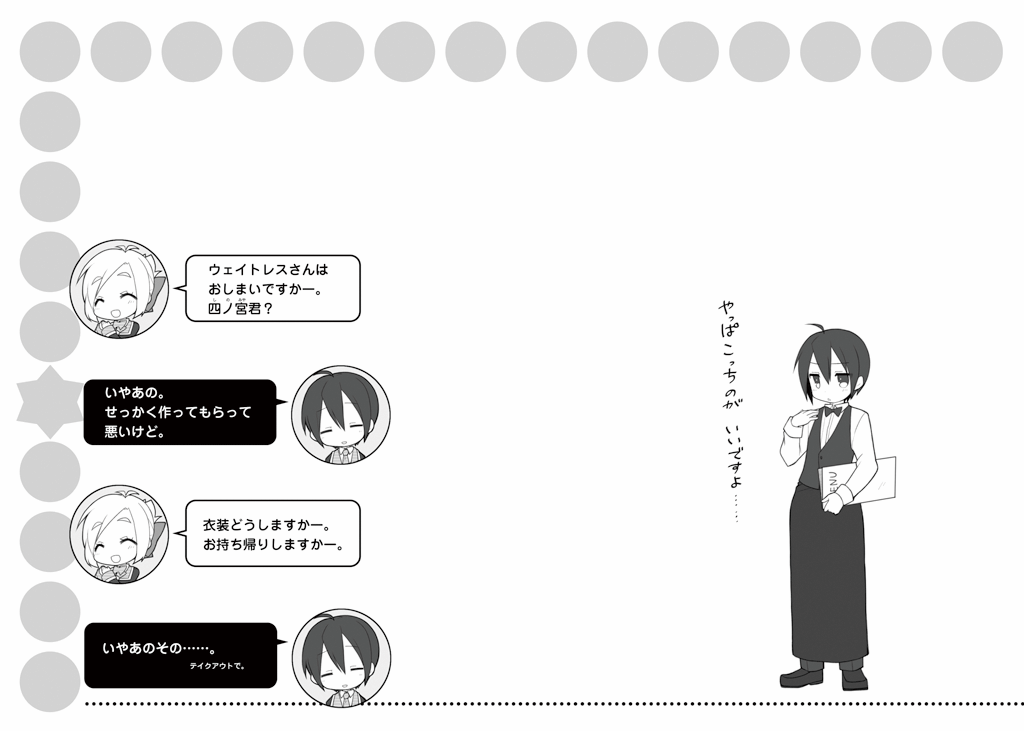 ウェイトレスさんは
おしまいですかー。
四ノ宮君？
いやあの。
せっかく作ってもらって
悪いけど。
衣装どうしますかー。
お持ち帰りしますかー。
いやあのその……。
テイクアウトで。
やっぱこっちのが いいですよ……
MENU